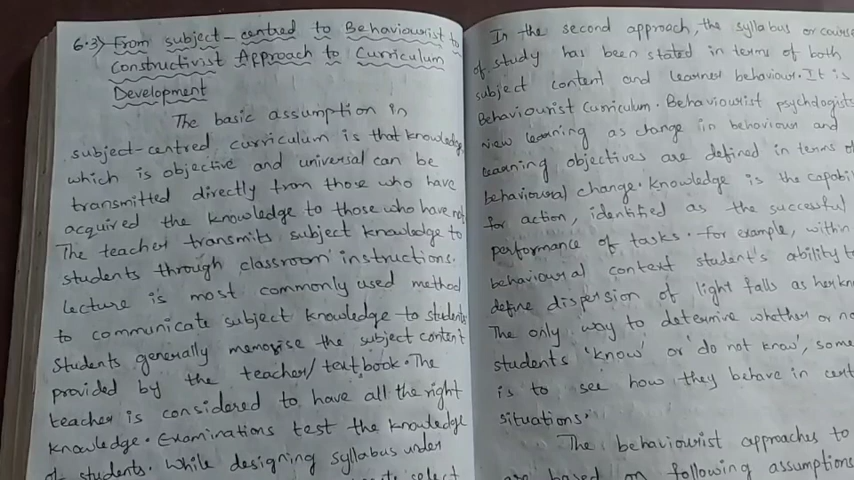 6.3) From subject-centred to Behaviourist to
Constructivist Approach to Curriculum
Development
The basic assumption in
subject-centred curriculum is that knowledge,
which is objective and universal can be
transmitted directly from those who have
acquired the knowledge to those who have not
The teacher transmits subject knowledge to
students through classroom instructions.
Lecture is most commonly used method
to communicate subject knowledge to students
Students generally memorise the subject content
provided by the teacher/textbook. The
teacher is considered to have all the right
knowledge. Examinations test the knowledge
of students. While designing syllabus under
select
In the second approach, the syllabus or course
of study has been stated in terms of both
subject content and learner behaviour. It is
Behaviourist Curriculum. Behaviourist psychologists
view learning as change in behaviour and
learning objectives are defined in terms of
behavioural change. Knowledge is the capabi
for action, identified as the successful
performance of tasks. For example, within
behavioural context student's ability to
define dispersion of light falls as her kn
The only way to determine whether or no
students 'know' or 'do not know', some
is to see how they behave in cert
situations.
The behaviourist approaches to
are based on following assumptions